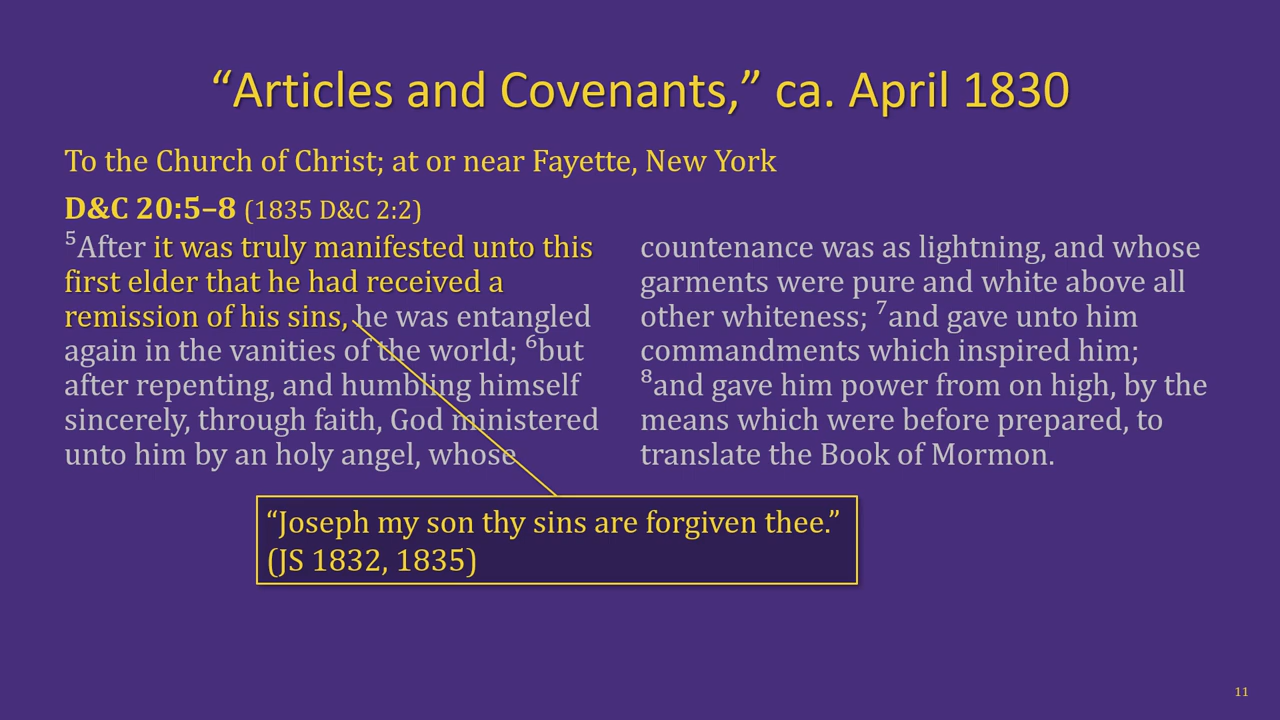 “Articles and Covenants,” ca. April 1830
To the Church of Christ; at or near Fayette, New York
D&C 20:5–8 (1835 D&C 2:2)
5After it was truly manifested unto this
first elder that he had received a
remission of his sins, he was entangled
again in the vanities of the world; 6but
after repenting, and humbling himself
sincerely, through faith, God ministered
unto him by an holy angel, whose
countenance was as lightning, and whose
garments were pure and white above all
other whiteness; 7and gave unto him
commandments which inspired him;
8and gave him power from on high, by the
means which were before prepared, to
translate the Book of Mormon.
“Joseph my son thy sins are forgiven thee.”
(JS 1832, 1835)
11